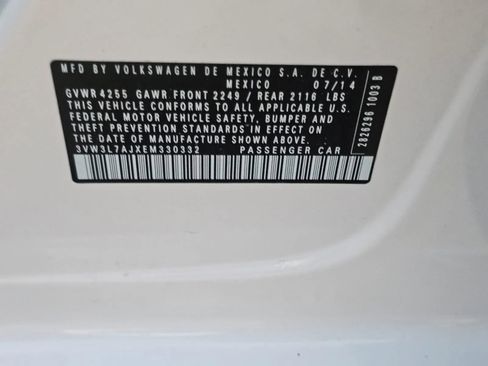 MFD BY VOLKSWAGEN DE MEXICO S.A. DE C.V.
MEXICO 07/14
GVWR 4255 GAWR FRONT 2249 / REAR 2116 LBS
THIS VEHICLE CONFORMS TO ALL APPLICABLE U.S.
FEDERAL MOTOR VEHICLE SAFETY, BUMPER AND
THEFT PREVENTION STANDARDS IN EFFECT ON THE
DATE OF MANUFACTURE SHOWN ABOVE.
3VW3L7AJXEM330332 PASSENGER CAR
2826296 1003 B